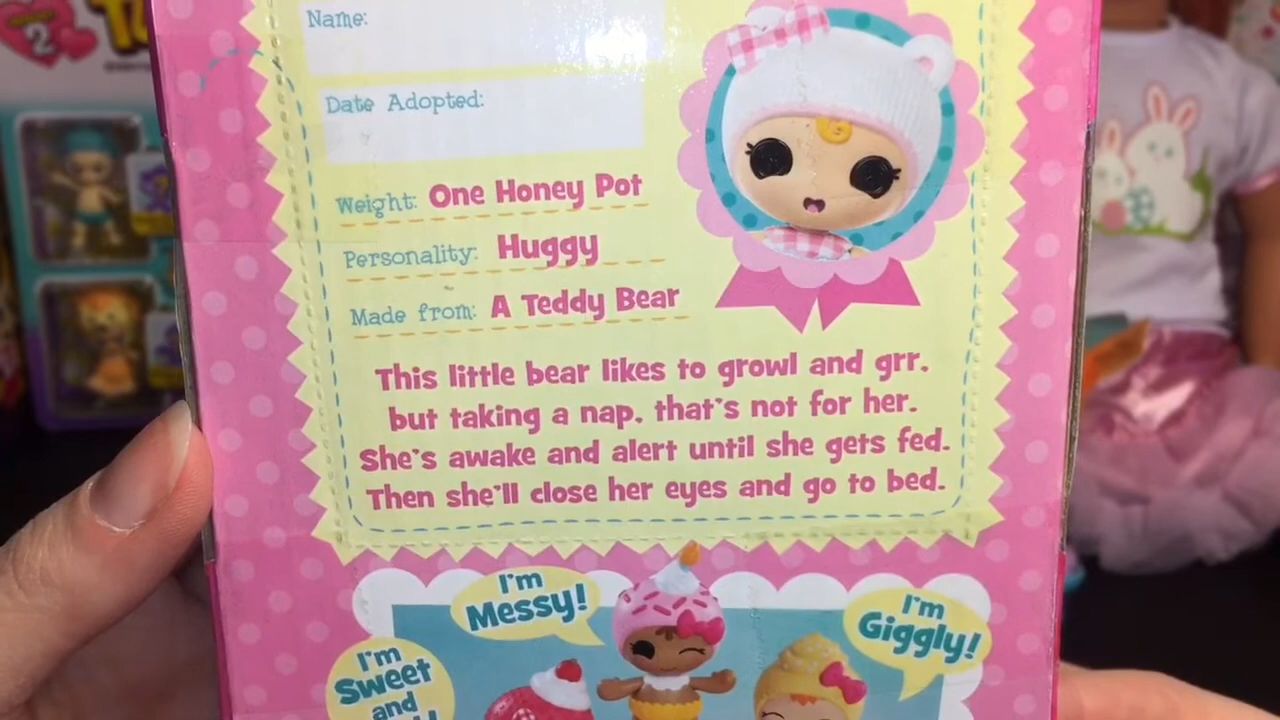 2
Name:
Date Adopted:
Weight: One Honey Pot
Personality: Huggy
Made from: A Teddy Bear
This little bear likes to growl and grr,
but taking a nap, that's not for her.
She's awake and alert until she gets fed.
Then she'll close her eyes and go to bed.
I'm
Messy!
I'm
Giggly!
I'm
Sweet
and